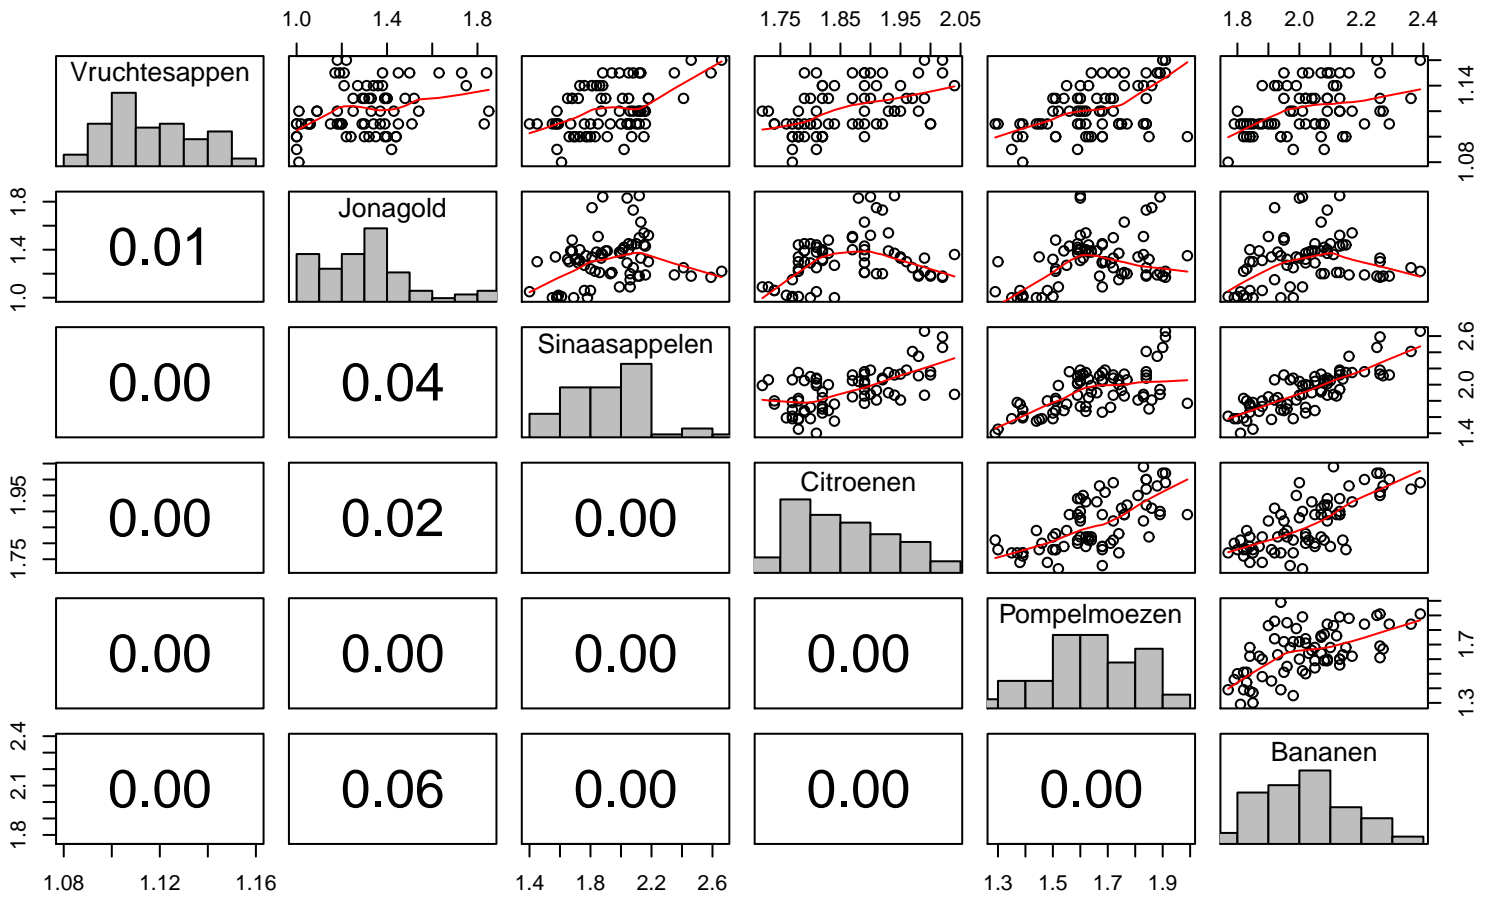 1.0 1.4 1.8 1.75 1.85 1.95 2.05 1.8 2.0 2.2 2.4
Vruchtesappen
1.08 1.14
Jonagold
1.0 1.4 1.8
0.01
Sinaasappelen
0.00 0.04
1.4 2.0 2.6
Citroenen
1.75 1.95
0.00 0.02 0.00
Pompelmoezen
0.00 0.00 0.00 0.00
1.3 1.7
Bananen
1.8 2.1 2.4
0.00 0.06 0.00 0.00 0.00
1.08 1.12 1.16 1.4 1.8 2.2 2.6 1.3 1.5 1.7 1.9